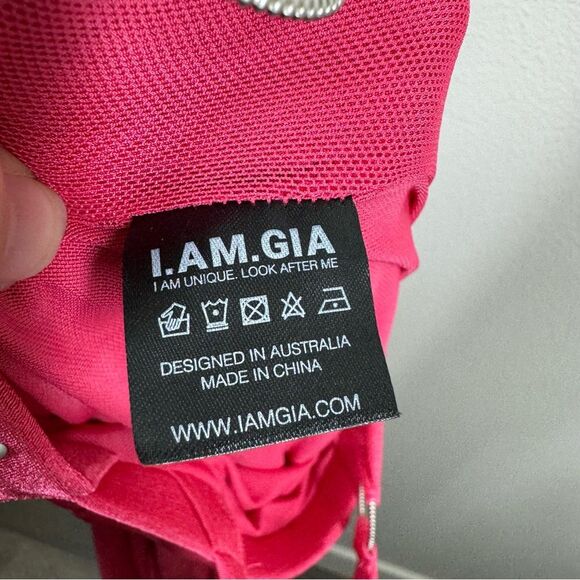 I.AM.GIA
I AM UNIQUE. LOOK AFTER ME
DESIGNED IN AUSTRALIA
MADE IN CHINA
WWW.IAMGIA.COM